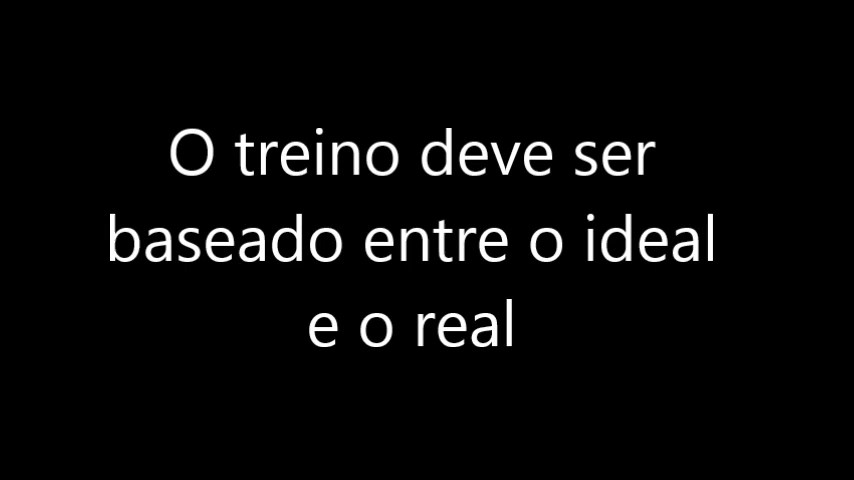 O treino deve ser
baseado entre o ideal
e o real